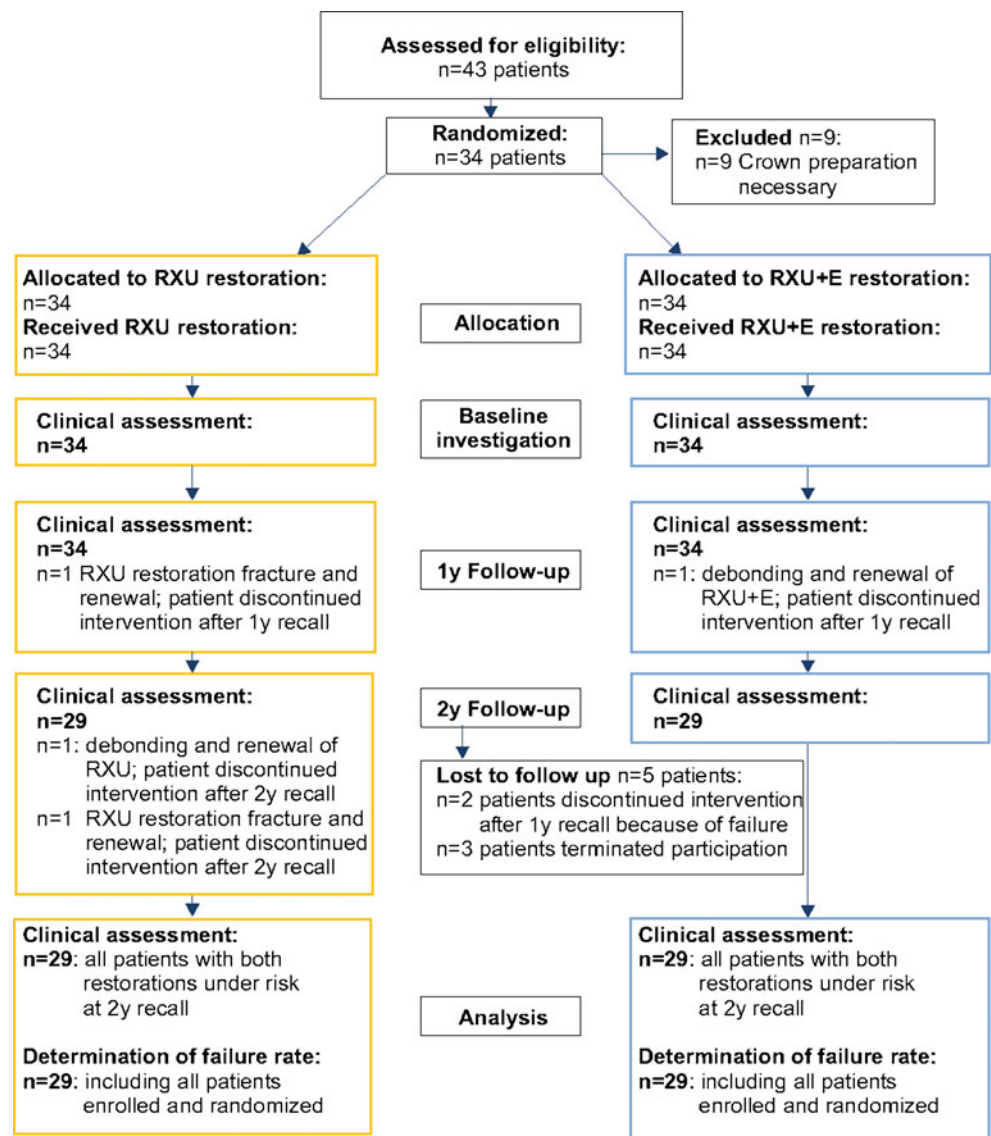 Assessed for eligibility:
n=43 patients
Randomized:
n=34 patients
Excluded n=9:
n=9 Crown preparation
necessary
Allocated to RXU restoration:
n=34
Received RXU restoration:
n=34
Allocation
Allocated to RXU+E restoration:
n=34
Received RXU+E restoration:
n=34
Clinical assessment:
n=34
Baseline
investigation
Clinical assessment:
n=34
Clinical assessment:
n=34
n=1 RXU restoration fracture and
renewal; patient discontinued
intervention after 1y recall
1y Follow-up
Clinical assessment:
n=34
n=1: debonding and renewal of
RXU+E; patient discontinued
intervention after 1y recall
Clinical assessment:
n=29
n=1: debonding and renewal of
RXU; patient discontinued
intervention after 2y recall
n=1 RXU restoration fracture and
renewal; patient discontinued
intervention after 2y recall
2y Follow-up
Lost to follow up n=5 patients:
n=2 patients discontinued intervention
after 1y recall because of failure
n=3 patients terminated participation
Clinical assessment:
n=29
Clinical assessment:
n=29: all patients with both
restorations under risk
at 2y recall
Determination of failure rate:
n=29: including all patients
enrolled and randomized
Analysis
Clinical assessment:
n=29: all patients with both
restorations under risk
at 2y recall
Determination of failure rate:
n=29: including all patients
enrolled and randomized